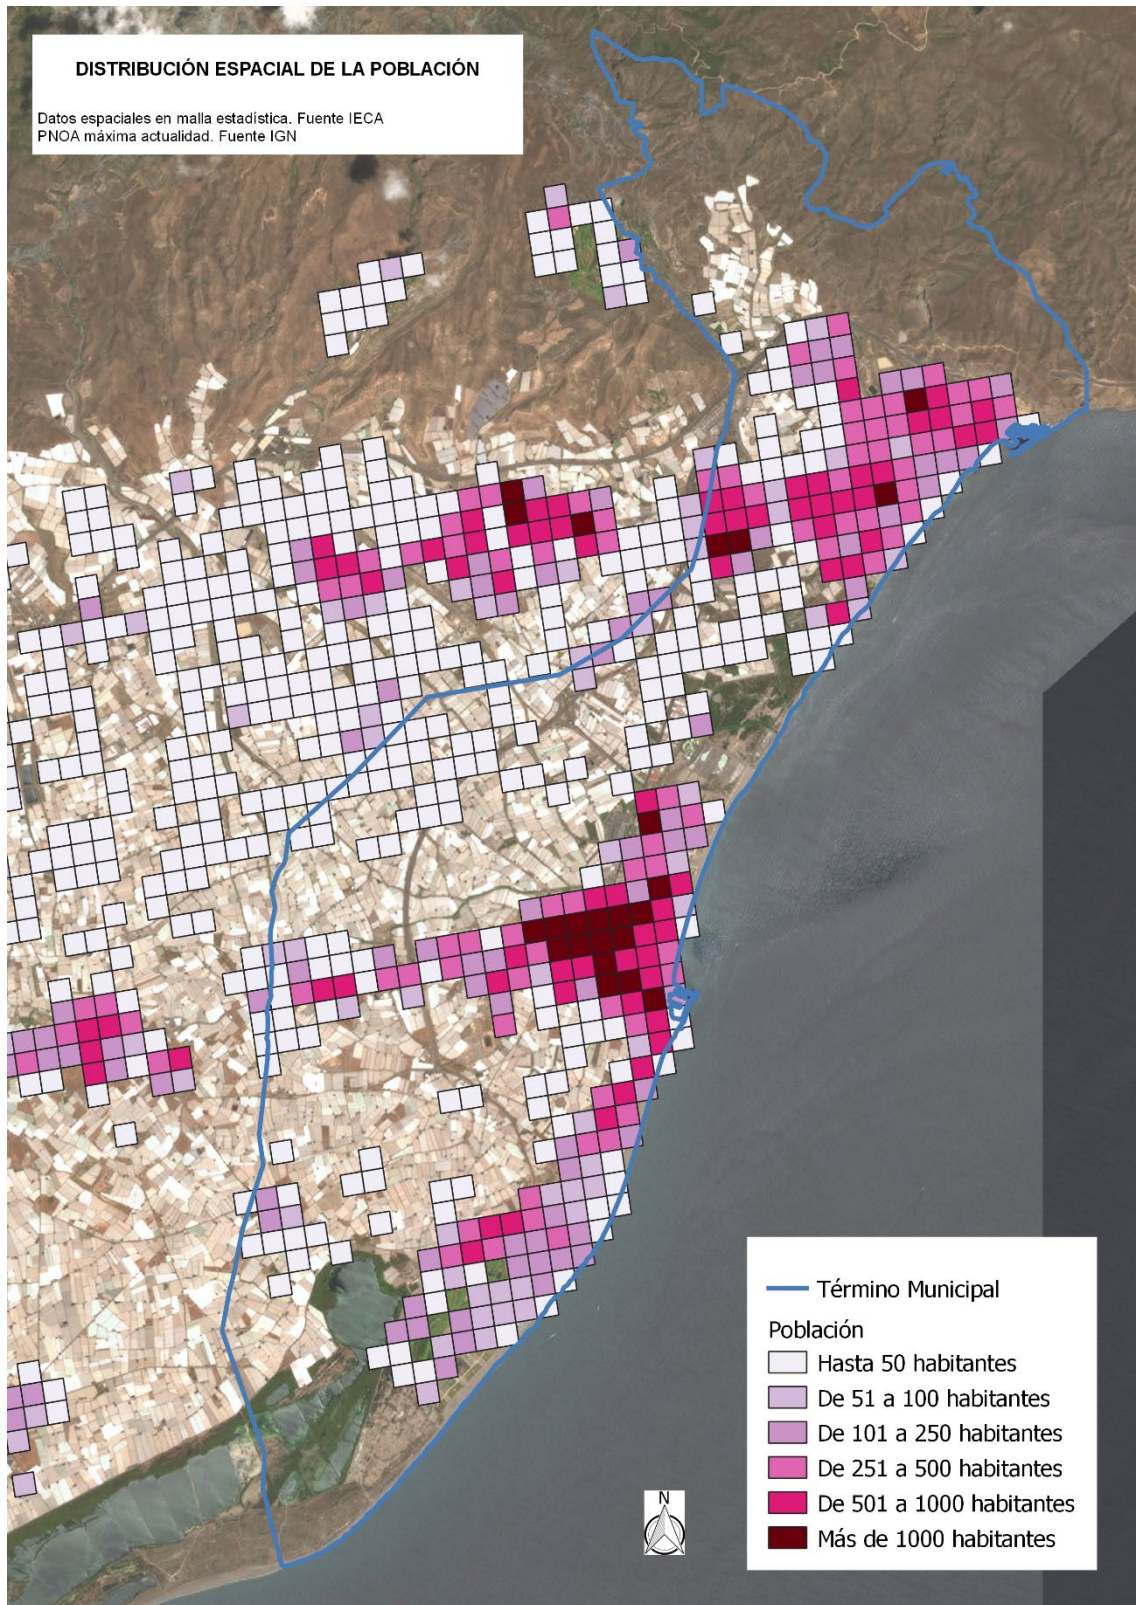 DISTRIBUCIÓN ESPACIAL DE LA POBLACIÓN
Datos espaciales en malla estadística. Fuente IECA
PNOA máxima actualidad. Fuente IGN
Término Municipal
Población
Hasta 50 habitantes
De 51 a 100 habitantes
De 101 a 250 habitantes
De 251 a 500 habitantes
De 501 a 1000 habitantes
Más de 1000 habitantes
N